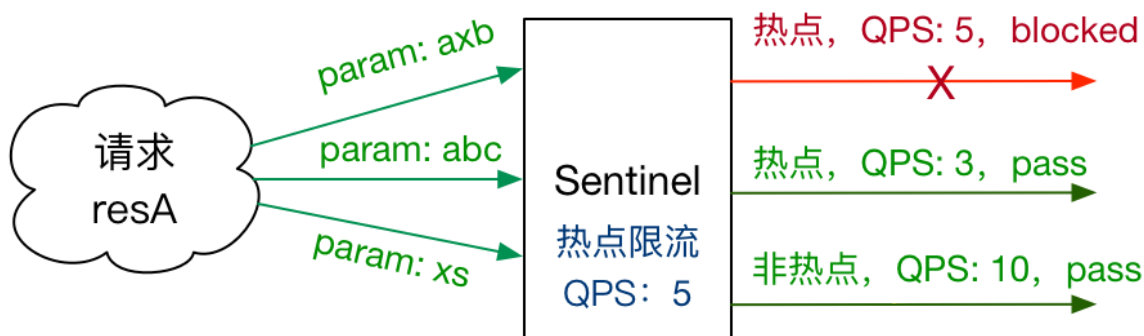 param: axb
热点，QPS: 5，blocked
X
请求
resA
param: abc
热点，QPS: 3，pass
Sentinel
热点限流
QPS：5
param: xs
非热点，QPS: 10，pass